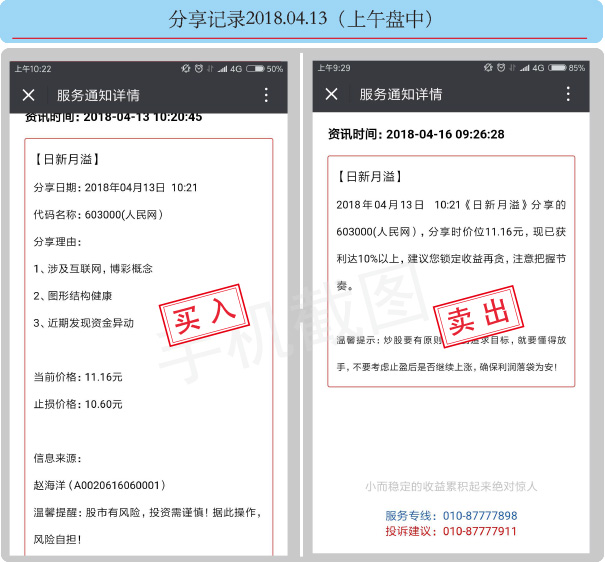 分享记录2018.04.13（上午盘中）
上午10:22
4G
50%
服务通知详情
资讯时间: 2018-04-13 10:20:45
【日新月溢】
分享日期: 2018年04月13日 10:21
代码名称: 603000(人民网)
分享理由:
1、涉及互联网，博彩概念
2、图形结构健康
3、近期发现资金异动
买入
当前价格: 11.16元
止损价格: 10.60元
信息来源:
赵海洋(A0020616060001)
温馨提醒: 股市有风险，投资需谨慎! 据此操作，
风险自担!
上午9:29
4G
85%
服务通知详情
资讯时间: 2018-04-16 09:26:28
【日新月溢】
2018年04月13日 10:21《日新月溢》分享的
603000(人民网)，分享时价位11.16元，现已获
利达10%以上，建议您锁定收益再贪，注意把握节
奏。
卖出
温馨提示: 炒股要有原则 求目标，就要懂得放
手，不要考虑止盈后是否继续上涨，确保利润落袋为安!
小而稳定的收益累积起来绝对惊人
服务专线: 010-87777898
投诉建议: 010-87777911
手机截图